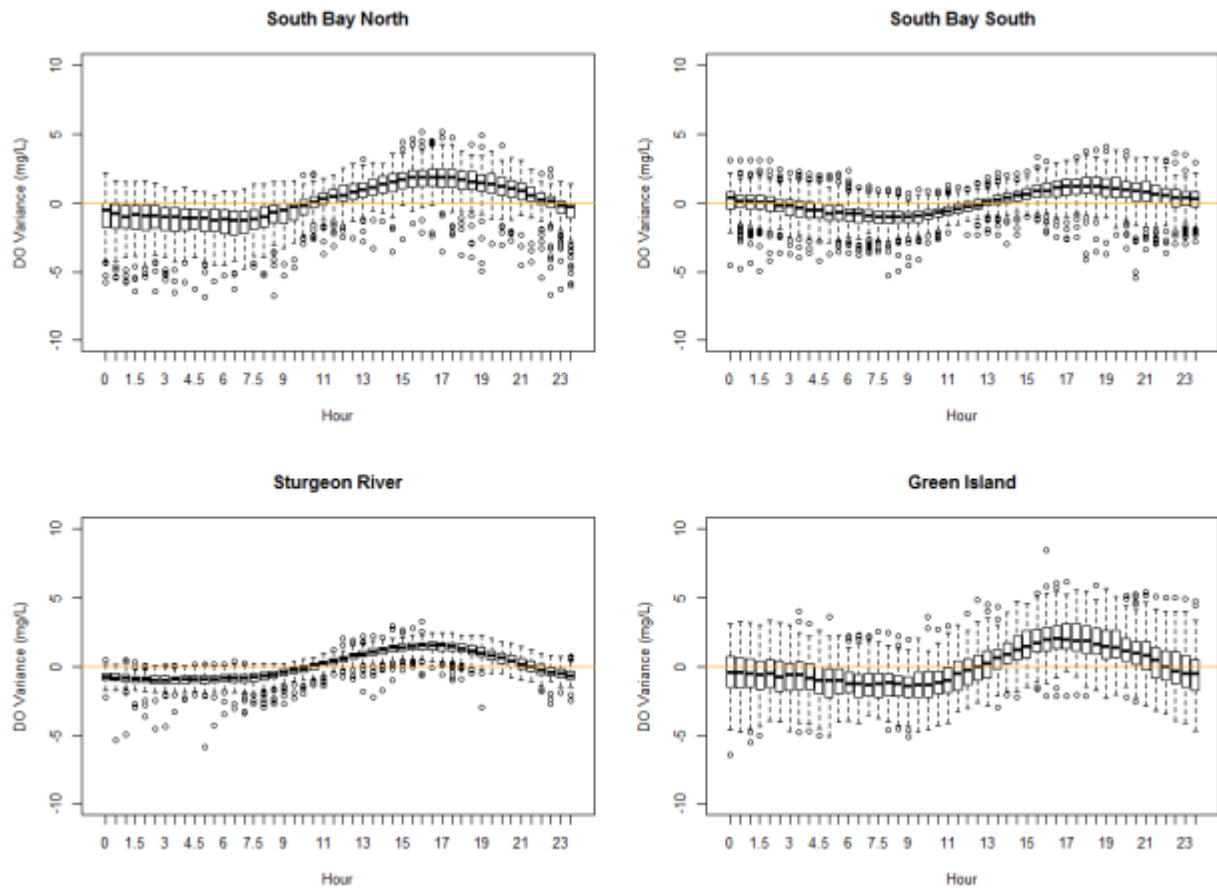 South Bay North
DO Variance (mg/L)
10
5
0
-5
-10
0 1.5 3 4.5 6 7.5 9 11 13 15 17 19 21 23
Hour
South Bay South
DO Variance (mg/L)
10
5
0
-5
-10
0 1.5 3 4.5 6 7.5 9 11 13 15 17 19 21 23
Hour
Sturgeon River
DO Variance (mg/L)
10
5
0
-5
-10
0 1.5 3 4.5 6 7.5 9 11 13 15 17 19 21 23
Hour
Green Island
DO Variance (mg/L)
10
5
0
-5
-10
0 1.5 3 4.5 6 7.5 9 11 13 15 17 19 21 23
Hour